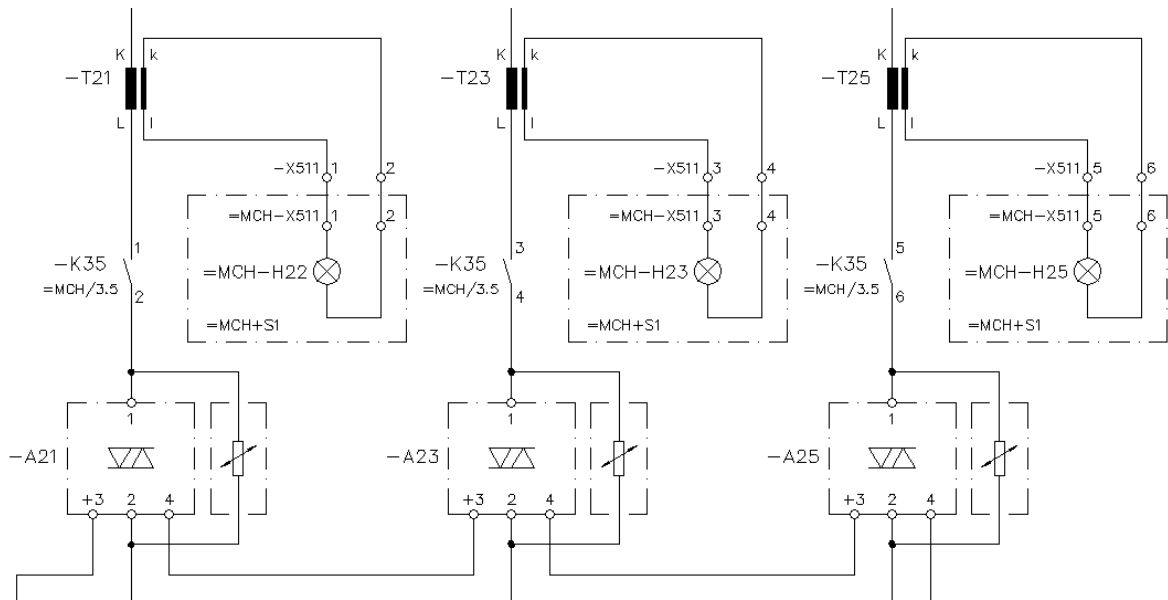 K k K k K k
-T21 -T23 -T25
L l L l L l
-X511 1 2 -X511 3 4 -X511 5 6
=MCH-X511 1 2 =MCH-X511 3 4 =MCH-X511 5 6
1 3 5
-K35 =MCH-H22 -K35 =MCH-H23 -K35 =MCH-H25
=MCH/3.5 2 =MCH/3.5 4 =MCH/3.5 6
=MCH+S1 =MCH+S1 =MCH+S1
1 1 1
-A21 -A23 -A25
+3 2 4 +3 2 4 +3 2 4